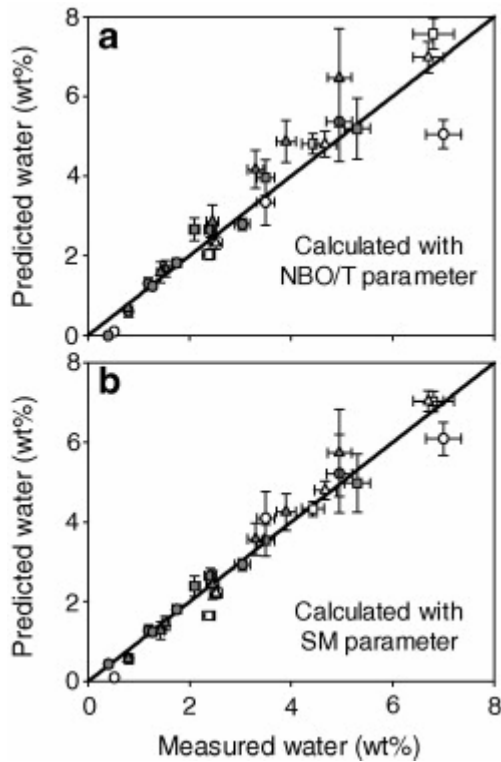 a
8
6
4
2
0
Predicted water (wt%)
Calculated with
NBO/T parameter
b
8
6
4
2
0
Predicted water (wt%)
Calculated with
SM parameter
0 2 4 6 8
Measured water (wt%)